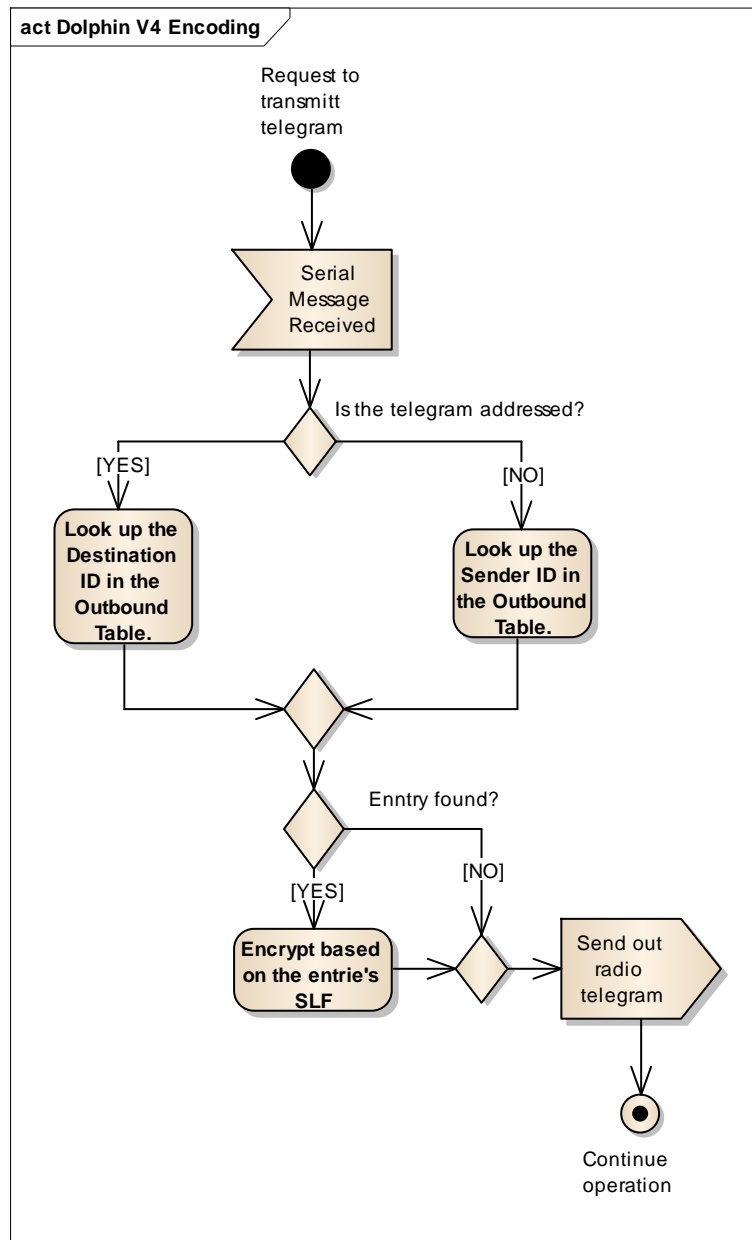 act Dolphin V4 Encoding
Request to
transmitt
telegram
Serial
Message
Received
Is the telegram addressed?
[YES]
[NO]
Look up the
Destination
ID in the
Outbound
Table.
Look up the
Sender ID in
the Outbound
Table.
Enntry found?
[NO]
[YES]
Encrypt based
on the entrie's
SLF
Send out
radio
telegram
Continue
operation